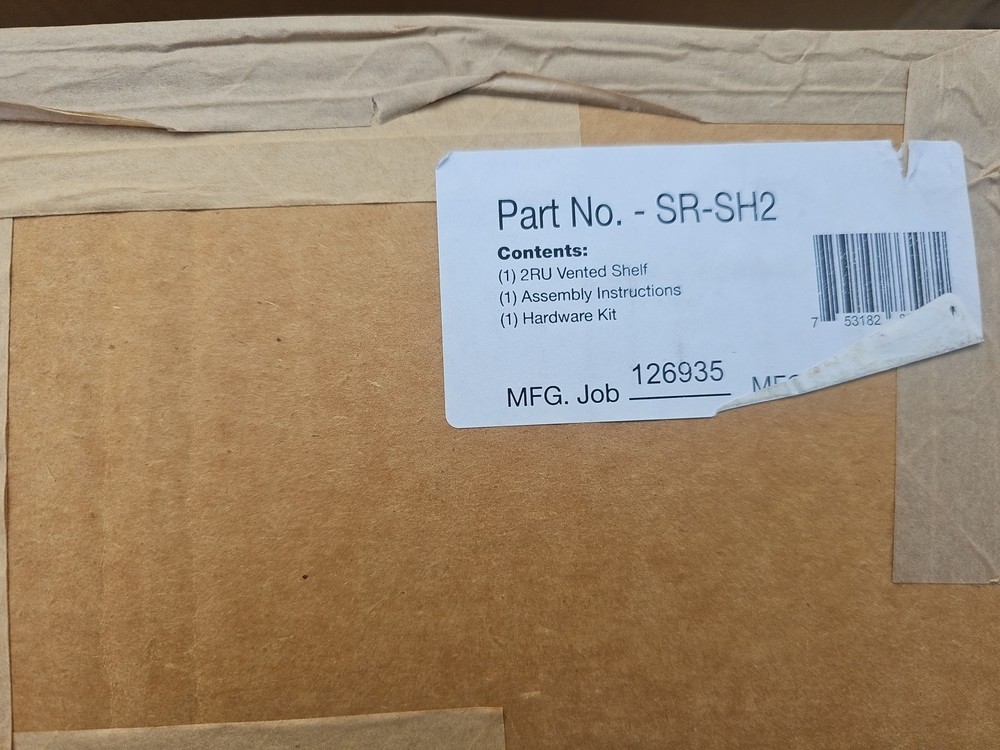 Part No. - SR-SH2
Contents:
(1) 2RU Vented Shelf
(1) Assembly Instructions
(1) Hardware Kit
7 53182
MFG. Job 126935